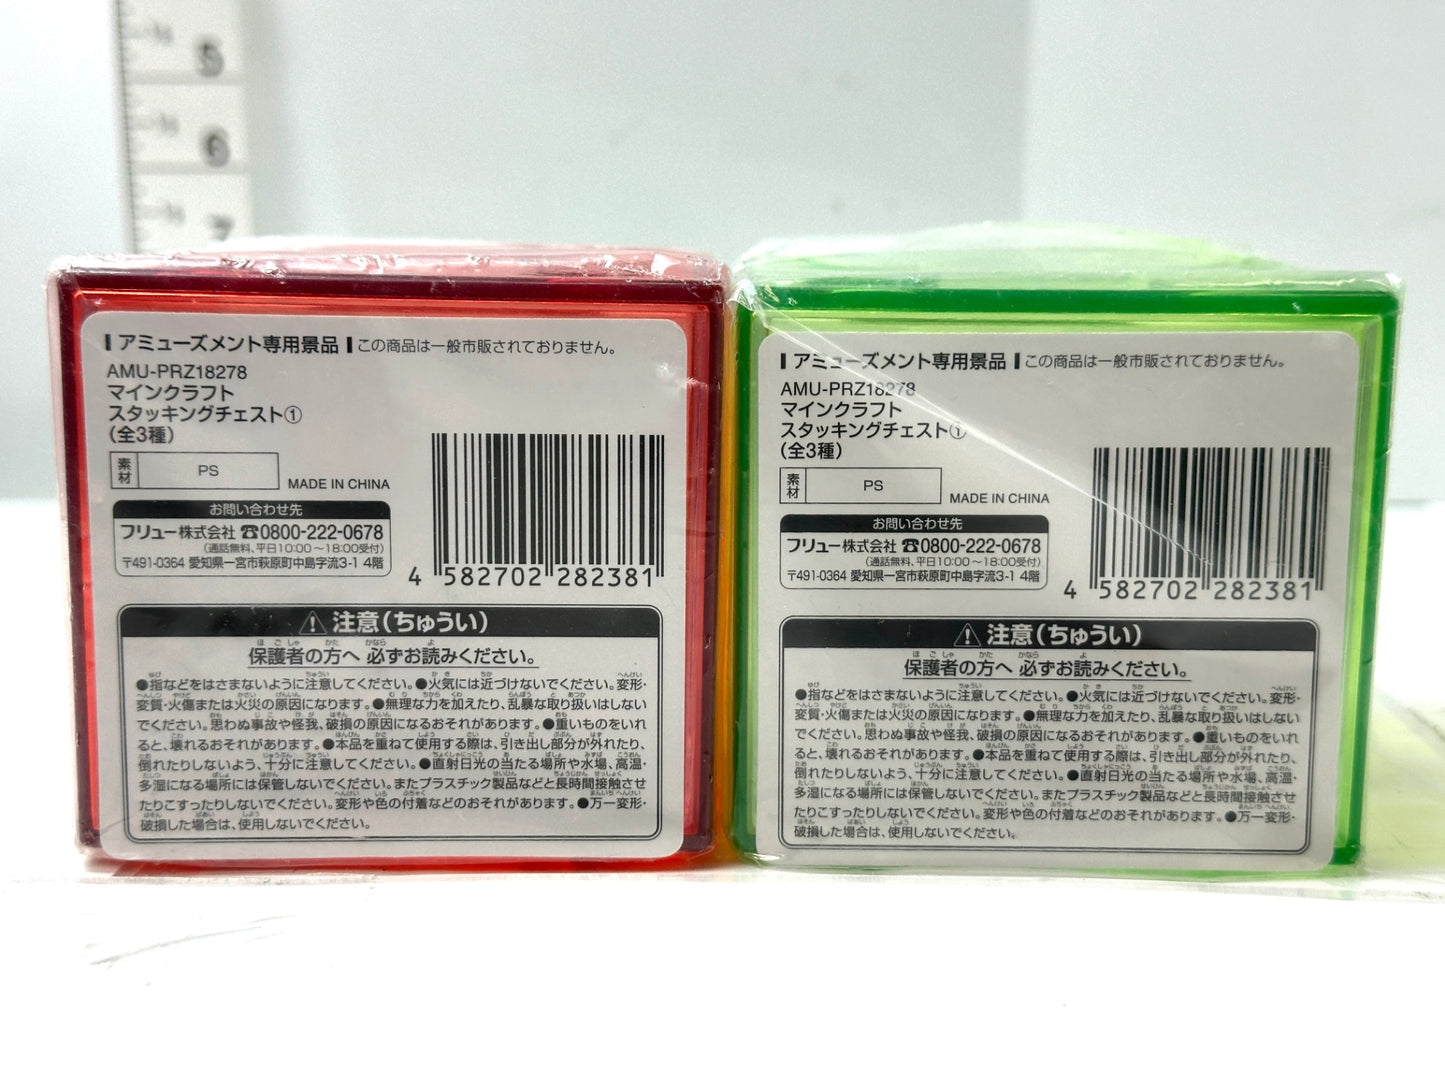 5
6
7
アミューズメント専用景品 この商品は一般市販されておりません。
AMU-PRZ18278
マインクラフト
スタッキングチェスト①
(全3種)
素材 PS
MADE IN CHINA
お問い合わせ先
フリュー株式会社 ☎0800-222-0678
(通話無料、平日10:00～18:00受付)
〒491-0364 愛知県一宮市萩原町中島字流3-1 4階
4 582702 282381
⚠ 注意(ちゅうい)
保護者の方へ 必ずお読みください。
●指などをはさまないように注意してください。●火気には近づけないでください。変形・
変質・火傷または火災の原因になります。●無理な力を加えたり、乱暴な取り扱いはしない
でください。思わぬ事故や怪我、破損の原因になるおそれがあります。●重いものをいれ
ると、壊れるおそれがあります。●本品を重ねて使用する際は、引き出し部分が外れたり、
倒れたりしないよう、十分に注意してください。●直射日光の当たる場所や水場、高温・
多湿になる場所には保管しないでください。またプラスチック製品などと長時間接触させ
たりこすったりしないでください。変形や色の付着などのおそれがあります。●万一変形・
破損した場合は、使用しないでください。
アミューズメント専用景品 この商品は一般市販されておりません。
AMU-PRZ18278
マインクラフト
スタッキングチェスト①
(全3種)
素材 PS
MADE IN CHINA
お問い合わせ先
フリュー株式会社 ☎0800-222-0678
(通話無料、平日10:00～18:00受付)
〒491-0364 愛知県一宮市萩原町中島字流3-1 4階
4 582702 282381
⚠ 注意(ちゅうい)
保護者の方へ 必ずお読みください。
●指などをはさまないように注意してください。●火気には近づけないでください。変形・
変質・火傷または火災の原因になります。●無理な力を加えたり、乱暴な取り扱いはしない
でください。思わぬ事故や怪我、破損の原因になるおそれがあります。●重いものをいれ
ると、壊れるおそれがあります。●本品を重ねて使用する際は、引き出し部分が外れたり、
倒れたりしないよう、十分に注意してください。●直射日光の当たる場所や水場、高温・
多湿になる場所には保管しないでください。またプラスチック製品などと長時間接触させ
たりこすったりしないでください。変形や色の付着などのおそれがあります。●万一変形・
破損した場合は、使用しないでください。